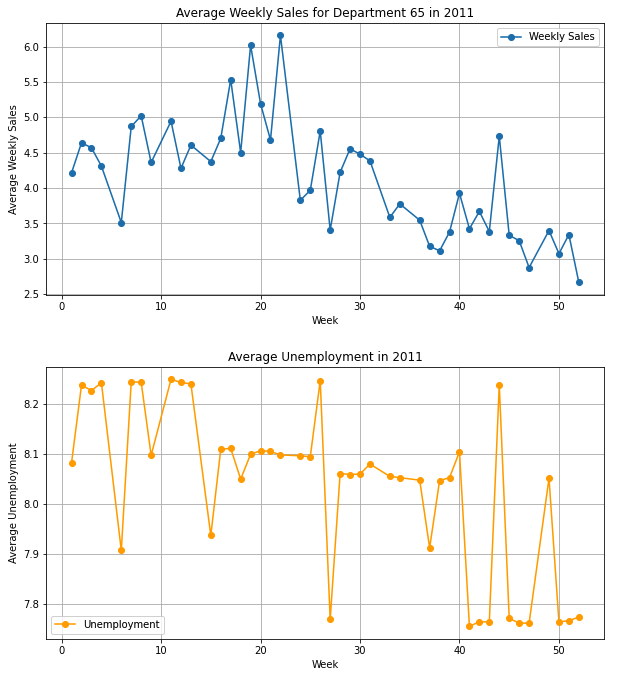 Average Weekly Sales for Department 65 in 2011
Weekly Sales
Average Weekly Sales
6.0
5.5
5.0
4.5
4.0
3.5
3.0
2.5
0 10 20 30 40 50
Week
Average Unemployment in 2011
Average Unemployment
8.2
8.1
8.0
7.9
7.8
Unemployment
0 10 20 30 40 50
Week